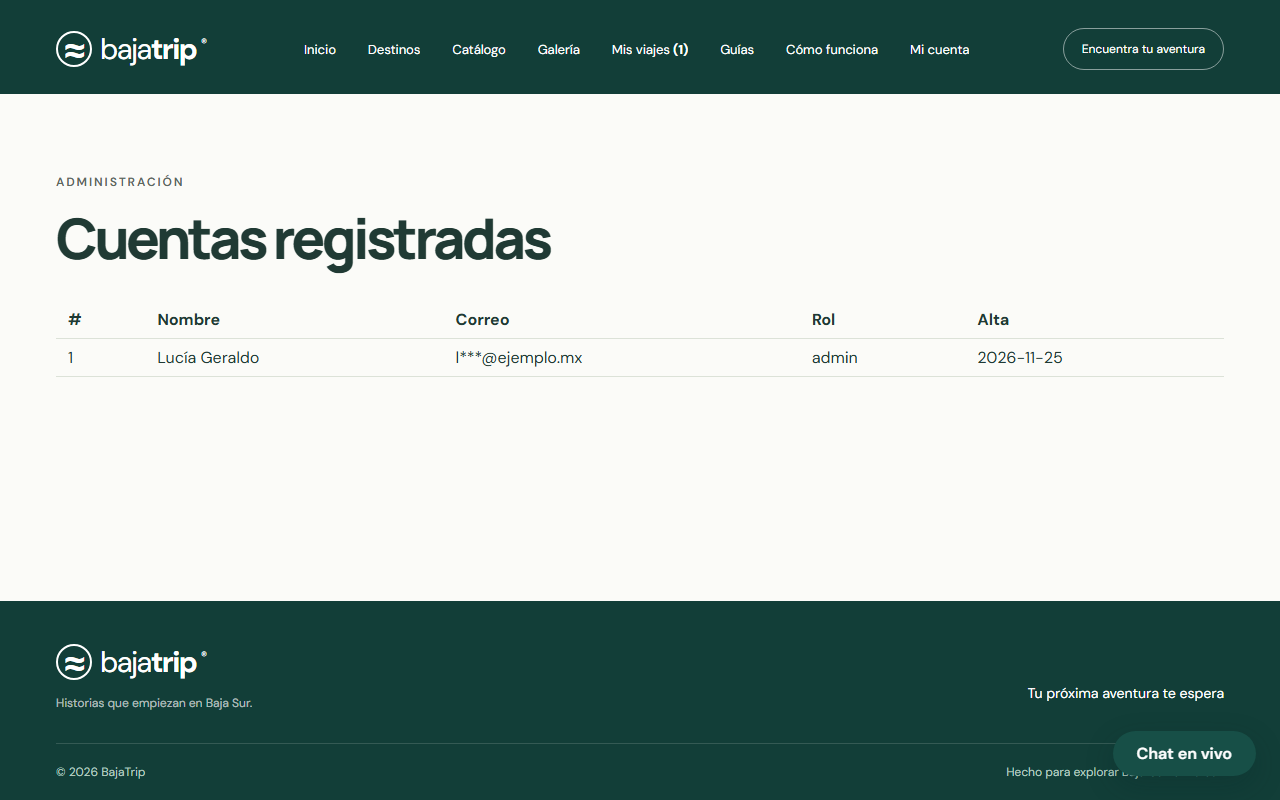 bajatrip®
Inicio Destinos Catálogo Galería Mis viajes (1) Guías Cómo funciona Mi cuenta
Encuentra tu aventura
ADMINISTRACIÓN
Cuentas registradas
# Nombre Correo Rol Alta
1 Lucía Geraldo l***@ejemplo.mx admin 2026-11-25
bajatrip®
Historias que empiezan en Baja Sur.
Tu próxima aventura te espera
Chat en vivo
© 2026 BajaTrip
Hecho para explorar